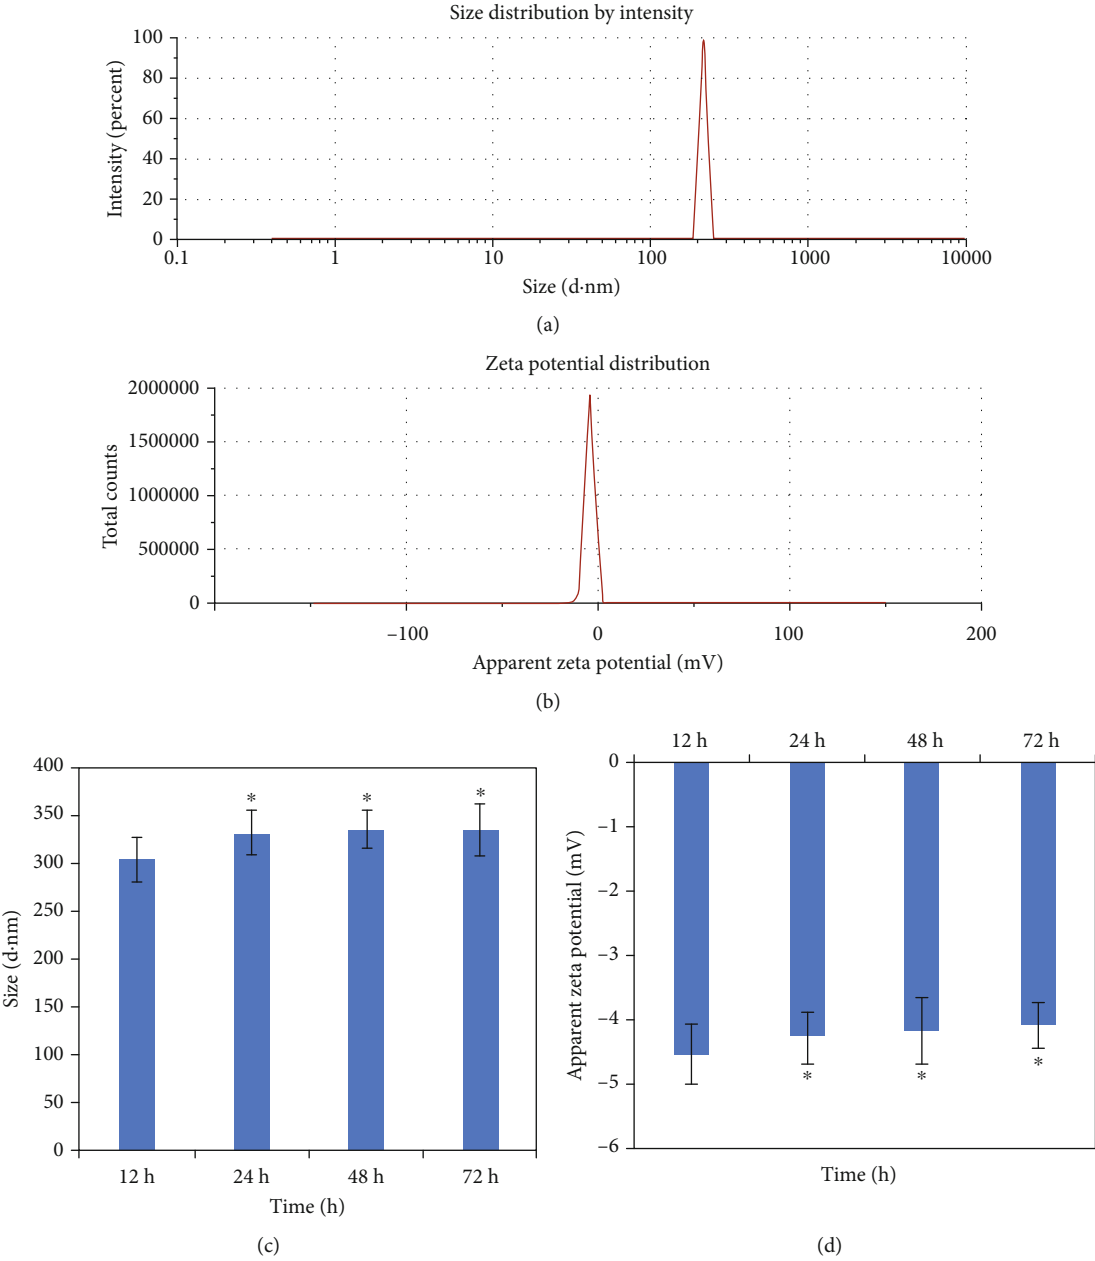 Size distribution by intensity
100
80
60
40
20
0
Intensity (percent)
0.1 1 10 100 1000 10000
Size (d·nm)
(a)
Zeta potential distribution
2000000
1500000
1000000
500000
0
Total counts
–100 0 100 200
Apparent zeta potential (mV)
(b)
400
350
300
250
200
150
100
50
0
Size (d·nm)
* * *
12 h 24 h 48 h 72 h
Time (h)
(c)
12 h 24 h 48 h 72 h
0
–1
–2
–3
–4
–5
–6
Apparent zeta potential (mV)
* * *
Time (h)
(d)